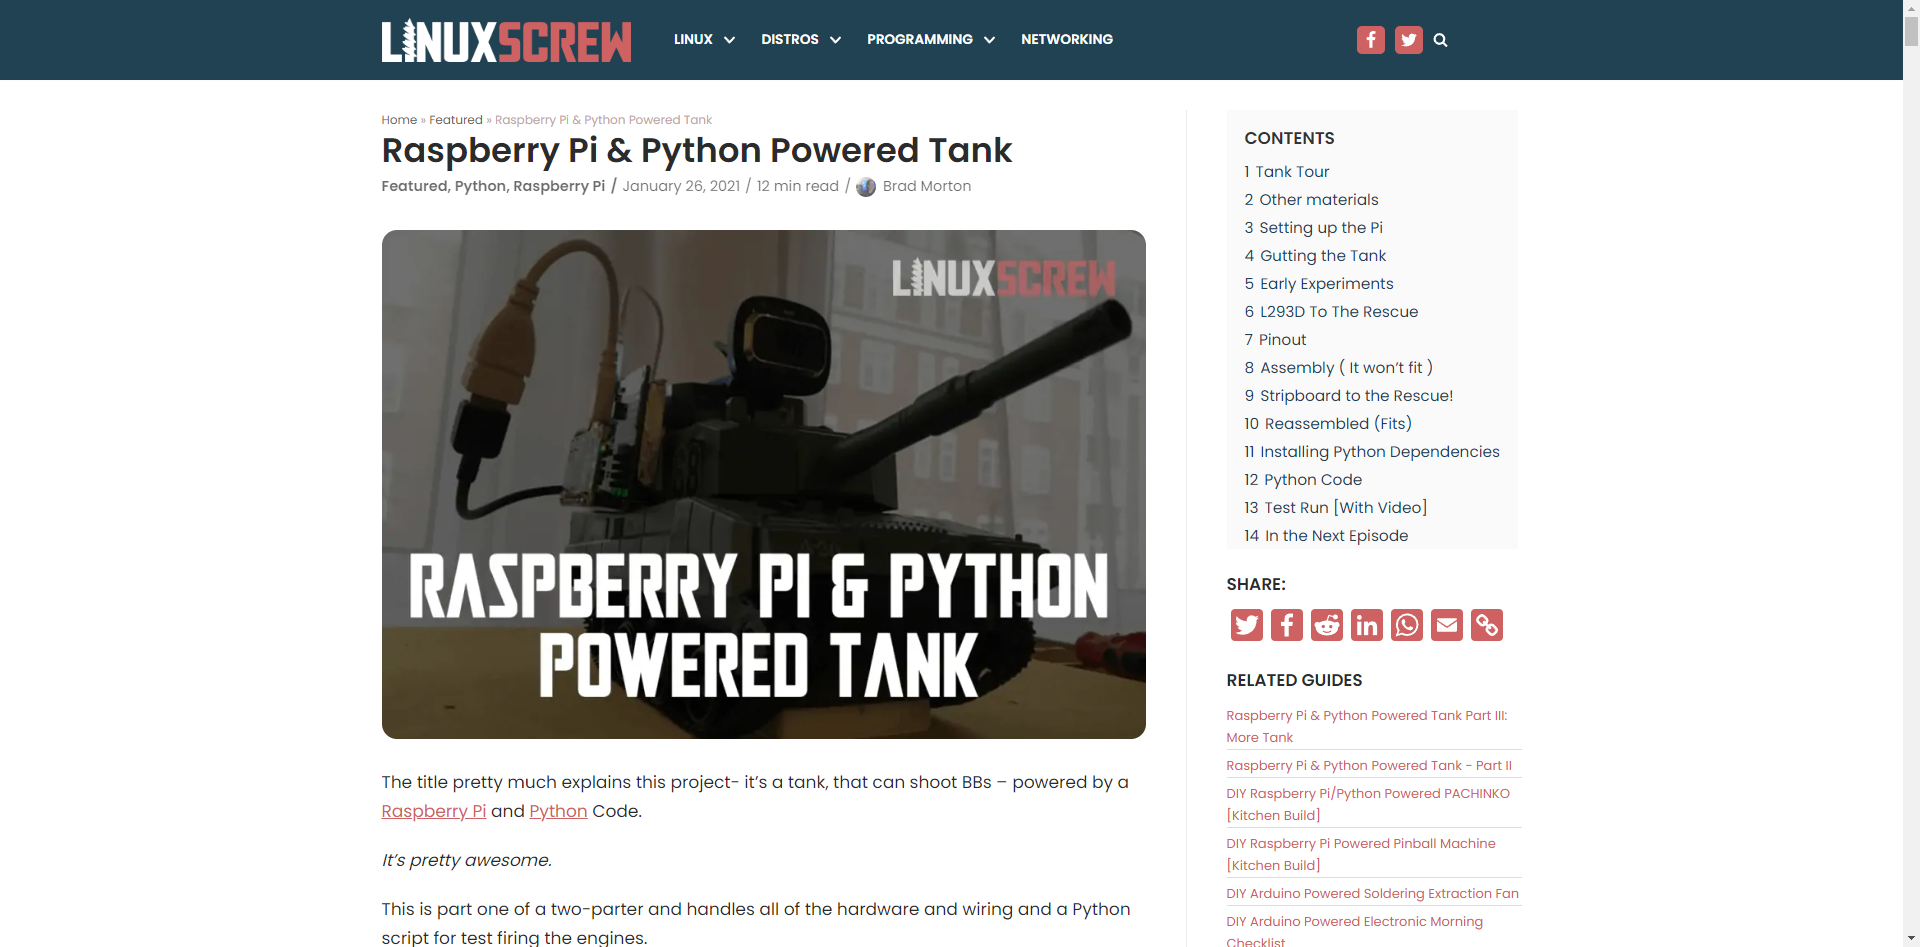 LINUXSCREW
LINUX DISTROS PROGRAMMING NETWORKING
Home » Featured » Raspberry Pi & Python Powered Tank
Raspberry Pi & Python Powered Tank
Featured, Python, Raspberry Pi / January 26, 2021 / 12 min read / Brad Morton
LINUXSCREW
RASPBERRY PI & PYTHON
POWERED TANK
The title pretty much explains this project- it’s a tank, that can shoot BBs – powered by a
Raspberry Pi and Python Code.
It’s pretty awesome.
This is part one of a two-parter and handles all of the hardware and wiring and a Python
script for test firing the engines.
CONTENTS
1 Tank Tour
2 Other materials
3 Setting up the Pi
4 Gutting the Tank
5 Early Experiments
6 L293D To The Rescue
7 Pinout
8 Assembly ( It won’t fit )
9 Stripboard to the Rescue!
10 Reassembled (Fits)
11 Installing Python Dependencies
12 Python Code
13 Test Run [With Video]
14 In the Next Episode
SHARE:
RELATED GUIDES
Raspberry Pi & Python Powered Tank Part III:
More Tank
Raspberry Pi & Python Powered Tank - Part II
DIY Raspberry Pi/Python Powered PACHINKO
[Kitchen Build]
DIY Raspberry Pi Powered Pinball Machine
[Kitchen Build]
DIY Arduino Powered Soldering Extraction Fan
DIY Arduino Powered Electronic Morning
Checklist